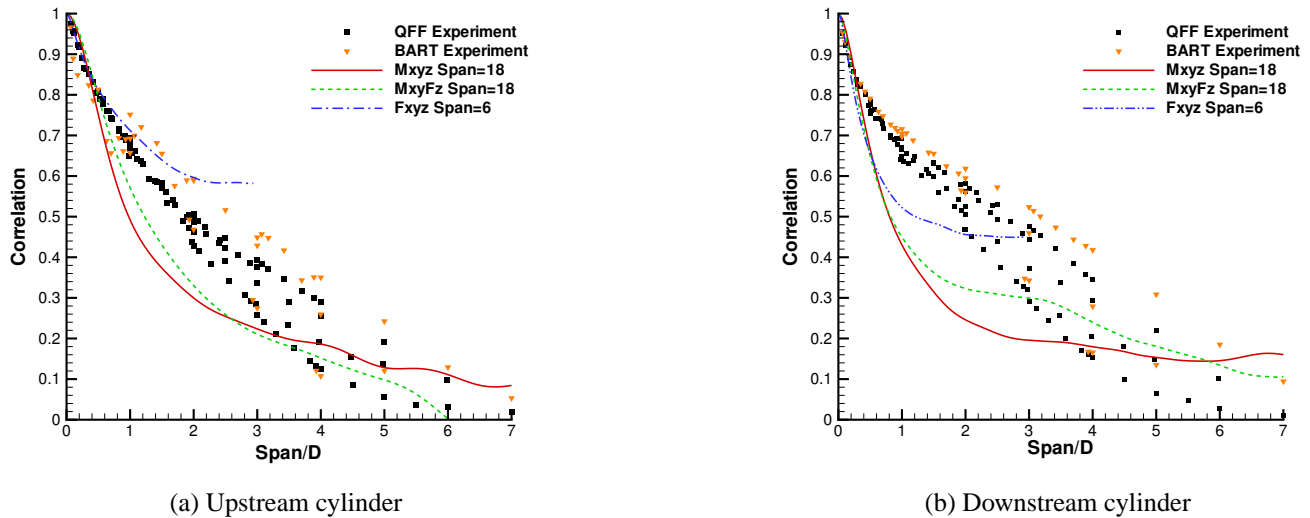 1
0.9
0.8
0.7
0.6
0.5
0.4
0.3
0.2
0.1
0
Correlation
0 1 2 3 4 5 6 7
Span/D
QFF Experiment
BART Experiment
Mxyz Span=18
MxyFz Span=18
Fxyz Span=6
(a) Upstream cylinder
1
0.9
0.8
0.7
0.6
0.5
0.4
0.3
0.2
0.1
0
Correlation
0 1 2 3 4 5 6 7
Span/D
QFF Experiment
BART Experiment
Mxyz Span=18
MxyFz Span=18
Fxyz Span=6
(b) Downstream cylinder